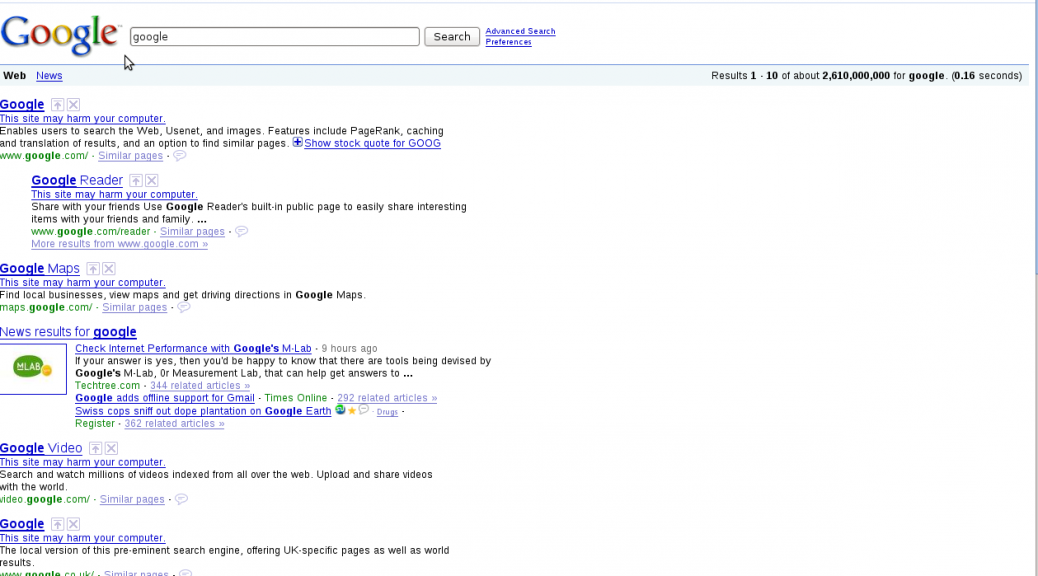 Google™ google Search Advanced Search
Preferences
Web News Results 1 - 10 of about 2,610,000,000 for google. (0.16 seconds)
Google
This site may harm your computer.
Enables users to search the Web, Usenet, and images. Features include PageRank, caching
and translation of results, and an option to find similar pages. Show stock quote for GOOG
www.google.com/ - Similar pages -
Google Reader
This site may harm your computer.
Share with your friends Use Google Reader's built-in public page to easily share interesting
items with your friends and family. ...
www.google.com/reader - Similar pages -
More results from www.google.com »
Google Maps
This site may harm your computer.
Find local businesses, view maps and get driving directions in Google Maps.
maps.google.com/ - Similar pages -
News results for google
MLAB
Check Internet Performance with Google's M-Lab - 9 hours ago
If your answer is yes, then you'd be happy to know that there are tools being devised by
Google's M-Lab, 0r Measurement Lab, that can help get answers to ...
Techtree.com - 344 related articles »
Google adds offline support for Gmail - Times Online - 292 related articles »
Swiss cops sniff out dope plantation on Google Earth - Drugs -
Register - 362 related articles »
Google Video
This site may harm your computer.
Search and watch millions of videos indexed from all over the web. Upload and share videos
with the world.
video.google.com/ - Similar pages -
Google
This site may harm your computer.
The local version of this pre-eminent search engine, offering UK-specific pages as well as world
results.
www.google.co.uk/ - Similar pages -